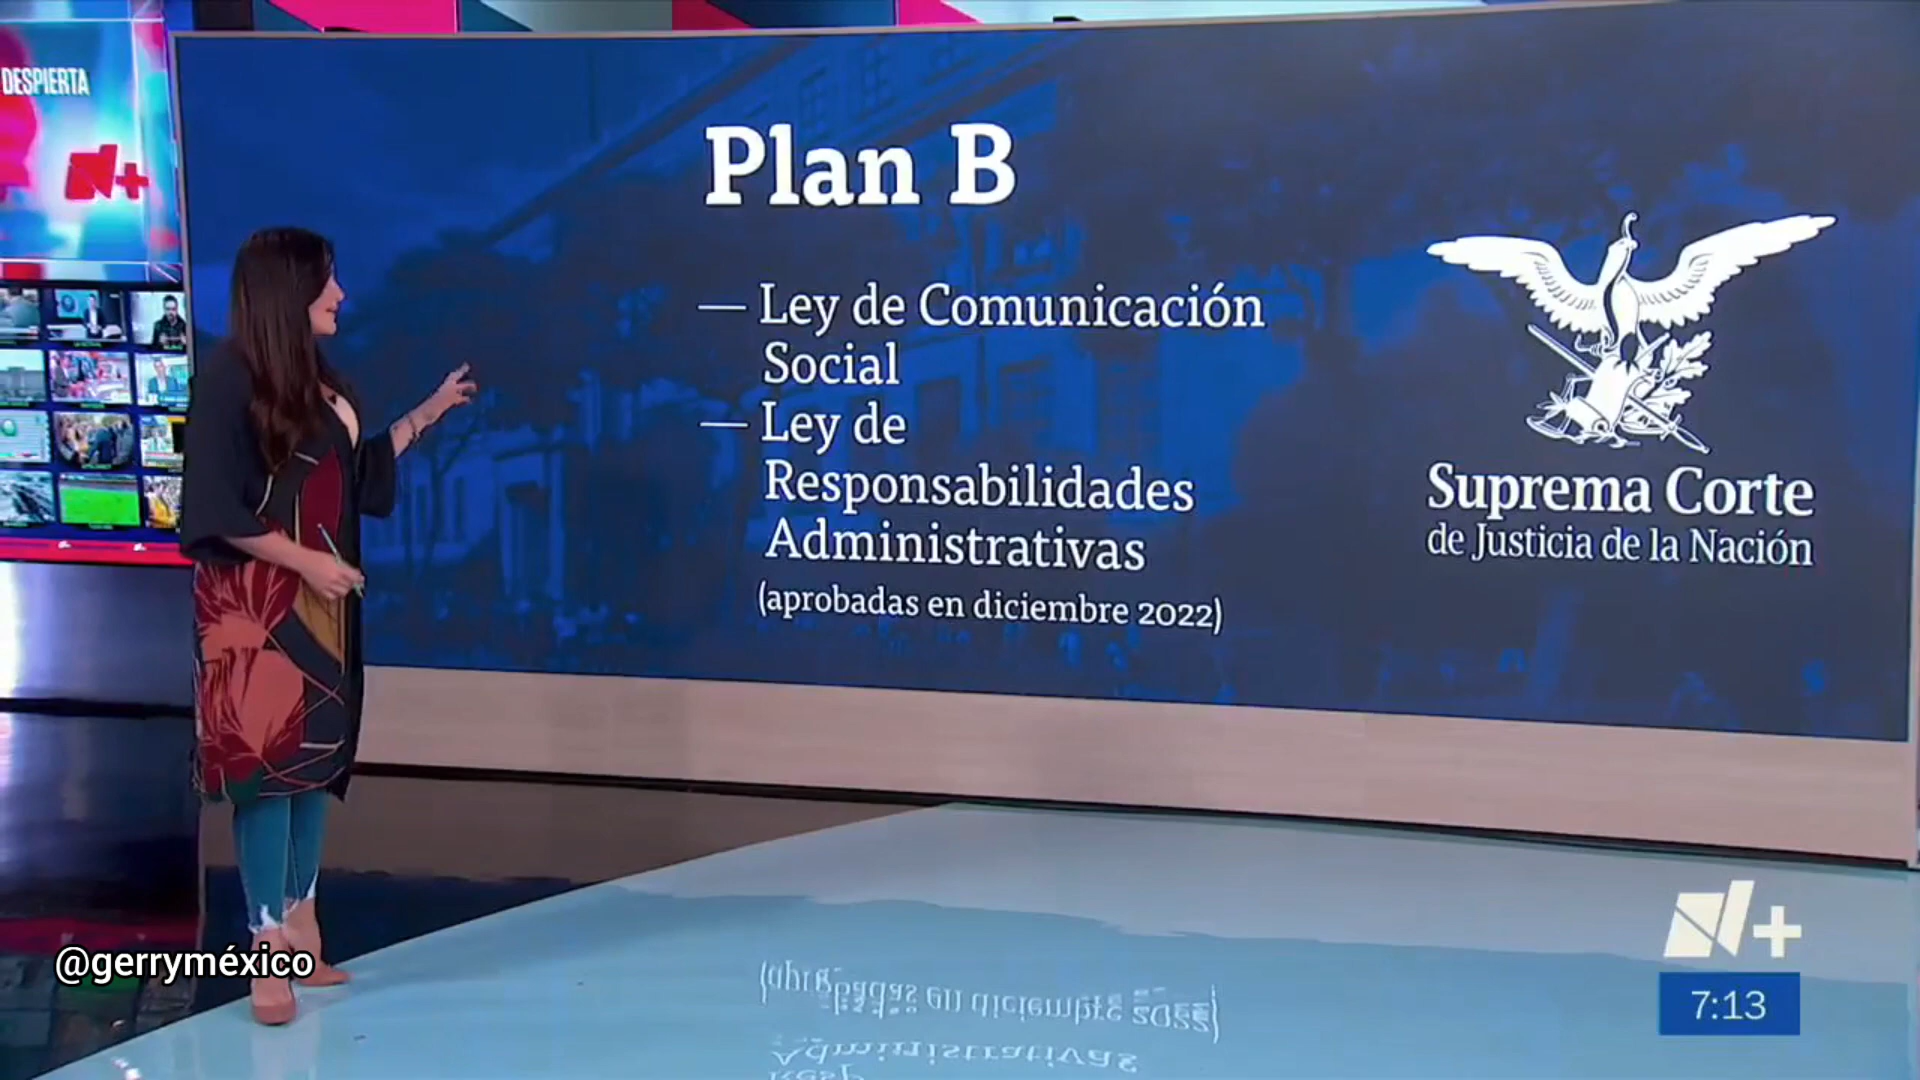 DESPIERTA
N+
Plan B
— Ley de Comunicación
Social
— Ley de
Responsabilidades
Administrativas
(aprobadas en diciembre 2022)
Suprema Corte
de Justicia de la Nación
@gerryméxico
N+
7:13